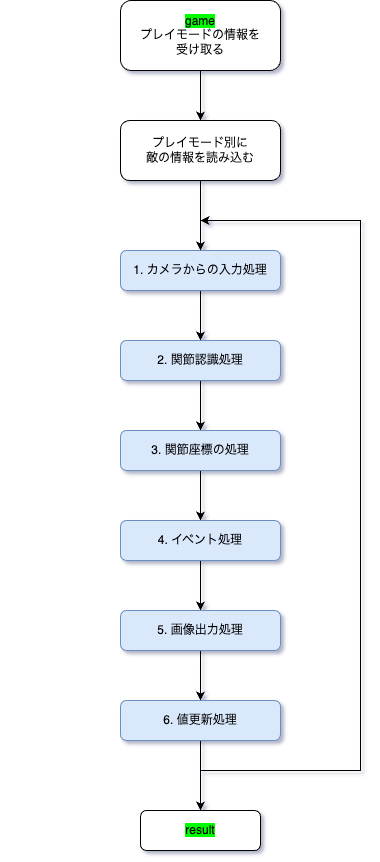 game
プレイモードの情報を
受け取る
プレイモード別に
敵の情報を読み込む
1. カメラからの入力処理
2. 関節認識処理
3. 関節座標の処理
4. イベント処理
5. 画像出力処理
6. 値更新処理
result